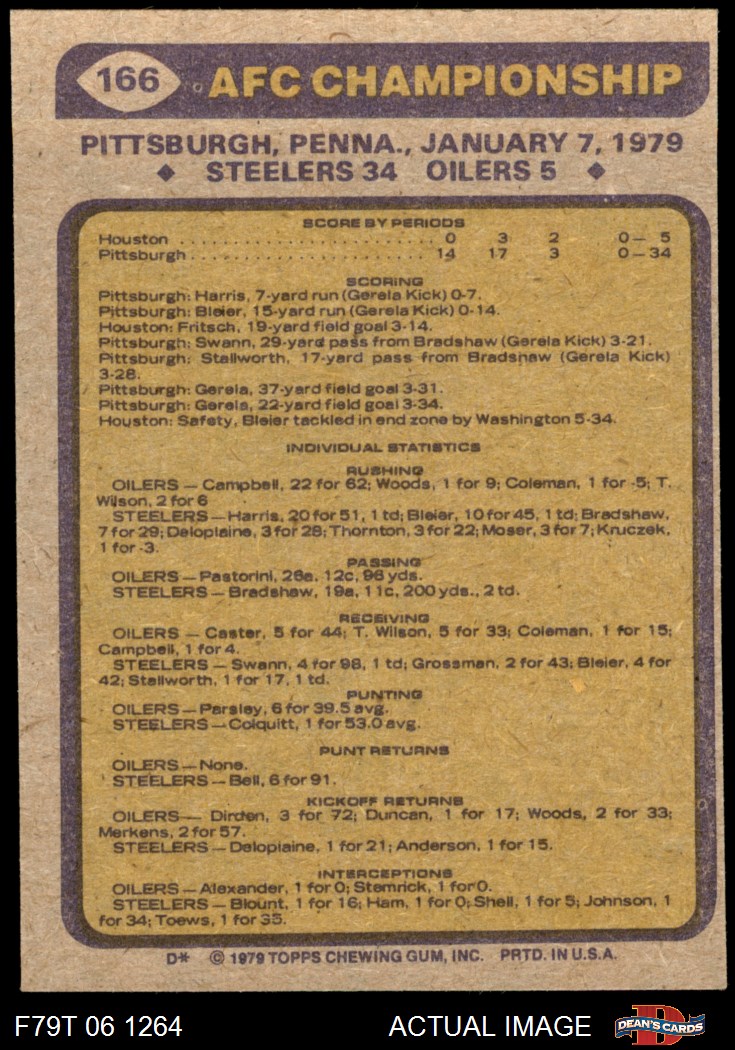 166 AFC CHAMPIONSHIP
PITTSBURGH, PENNA., JANUARY 7, 1979
◆ STEELERS 34 OILERS 5 ◆
SCORE BY PERIODS
Houston . . . . . . . . . . . . . . . . . . . . . . . . 0 3 2 0— 5
Pittsburgh . . . . . . . . . . . . . . . . . . . . . . 14 17 3 0—34
SCORING
Pittsburgh: Harris, 7-yard run (Gerela Kick) 0-7.
Pittsburgh: Bleier, 15-yard run (Gerela Kick) 0-14.
Houston: Fritsch, 19-yard field goal 3-14.
Pittsburgh: Swann, 29-yard pass from Bradshaw (Gerela Kick) 3-21.
Pittsburgh: Stallworth, 17-yard pass from Bradshaw (Gerela Kick)
3-28.
Pittsburgh: Gerela, 37-yard field goal 3-31.
Pittsburgh: Gerela, 22-yard field goal 3-34.
Houston: Safety, Bleier tackled in end zone by Washington 5-34.
INDIVIDUAL STATISTICS
RUSHING
OILERS — Campbell, 22 for 62; Woods, 1 for 9; Coleman, 1 for -5; T.
Wilson, 2 for 6
STEELERS — Harris, 20 for 51, 1 td; Bleier, 10 for 45, 1 td; Bradshaw,
7 for 29; Deloplaine, 3 for 28; Thornton, 3 for 22; Moser, 3 for 7; Kruczek,
1 for -3.
PASSING
OILERS — Pastorini, 26a, 12c, 96 yds.
STEELERS — Bradshaw, 19a, 11c, 200 yds., 2 td.
RECEIVING
OILERS — Caster, 5 for 44; T. Wilson, 5 for 33; Coleman, 1 for 15;
Campbell, 1 for 4.
STEELERS — Swann, 4 for 98, 1 td; Grossman, 2 for 43; Bleier, 4 for
42; Stallworth, 1 for 17, 1 td.
PUNTING
OILERS — Parsley, 6 for 39.5 avg.
STEELERS — Colquitt, 1 for 53.0 avg.
PUNT RETURNS
OILERS — None.
STEELERS — Bell, 6 for 91.
KICKOFF RETURNS
OILERS — Dirden, 3 for 72; Duncan, 1 for 17; Woods, 2 for 33;
Merkens, 2 for 57.
STEELERS — Deloplaine, 1 for 21; Anderson, 1 for 15.
INTERCEPTIONS
OILERS — Alexander, 1 for 0; Stemrick, 1 for 0.
STEELERS — Blount, 1 for 16; Ham, 1 for 0; Shell, 1 for 5; Johnson, 1
for 34; Toews, 1 for 35.
D* © 1979 TOPPS CHEWING GUM, INC. PRTD. IN U.S.A.
F79T 06 1264 ACTUAL IMAGE D DEAN'S CARDS